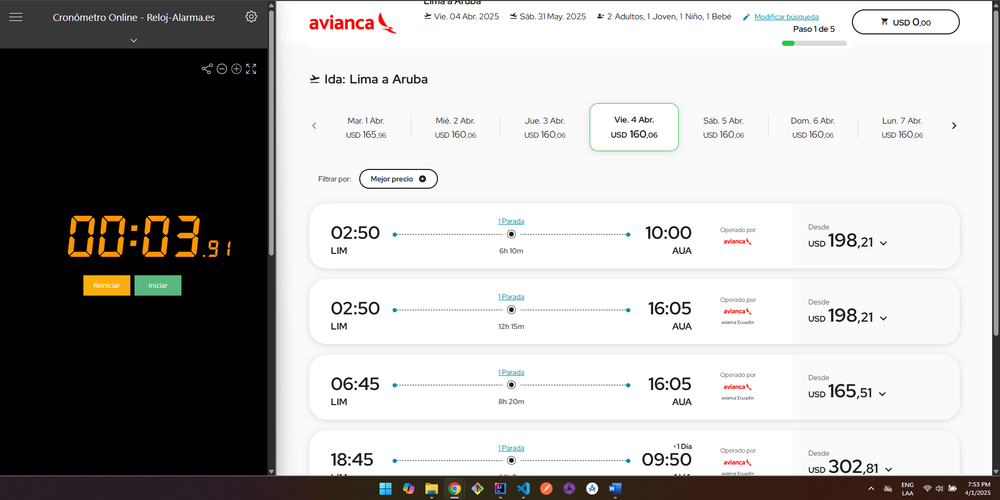 Cronómetro Online - Reloj-Alarma.es
00:03.91
Reiniciar
Iniciar
Lima a Aruba
avianca
Vie. 04 Abr. 2025
Sáb. 31 May. 2025
2 Adultos, 1 Joven, 1 Niño, 1 Bebé
Modificar búsqueda
Paso 1 de 5
USD 0,00
Ida: Lima a Aruba
Mar. 1 Abr.
USD 165,96
Mié. 2 Abr.
USD 160,06
Jue. 3 Abr.
USD 160,06
Vie. 4 Abr.
USD 160,06
Sáb. 5 Abr.
USD 160,06
Dom. 6 Abr.
USD 160,06
Lun. 7 Abr.
USD 160,06
Filtrar por:
Mejor precio
02:50
LIM
1 Parada
6h 10m
10:00
AUA
Operado por
avianca
Desde
USD 198,21
02:50
LIM
1 Parada
12h 15m
16:05
AUA
Operado por
avianca
avianca Ecuador
Desde
USD 198,21
06:45
LIM
1 Parada
8h 20m
16:05
AUA
Operado por
avianca
avianca Ecuador
Desde
USD 165,51
18:45
1 Parada
+1 Día
09:50
Operado por
avianca
avianca Ecuador
Desde
USD 302,81
IJ
W
ENG
LAA
7:53 PM
4/1/2025